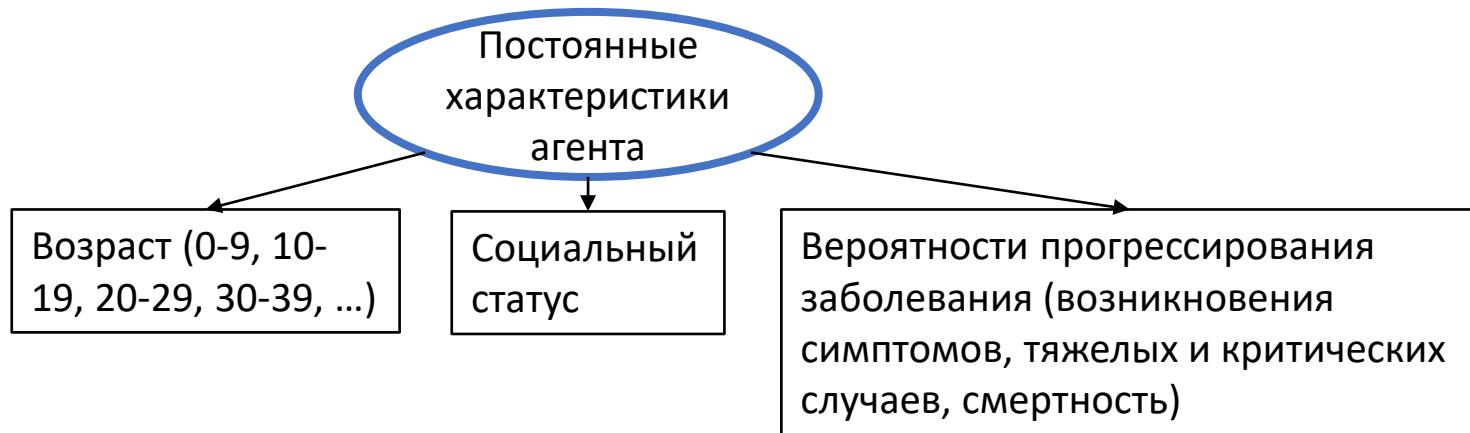 Постоянные
характеристики
агента
Возраст (0-9, 10-
19, 20-29, 30-39, …)
Социальный
статус
Вероятности прогрессирования
заболевания (возникновения
симптомов, тяжелых и критических
случаев, смертность)